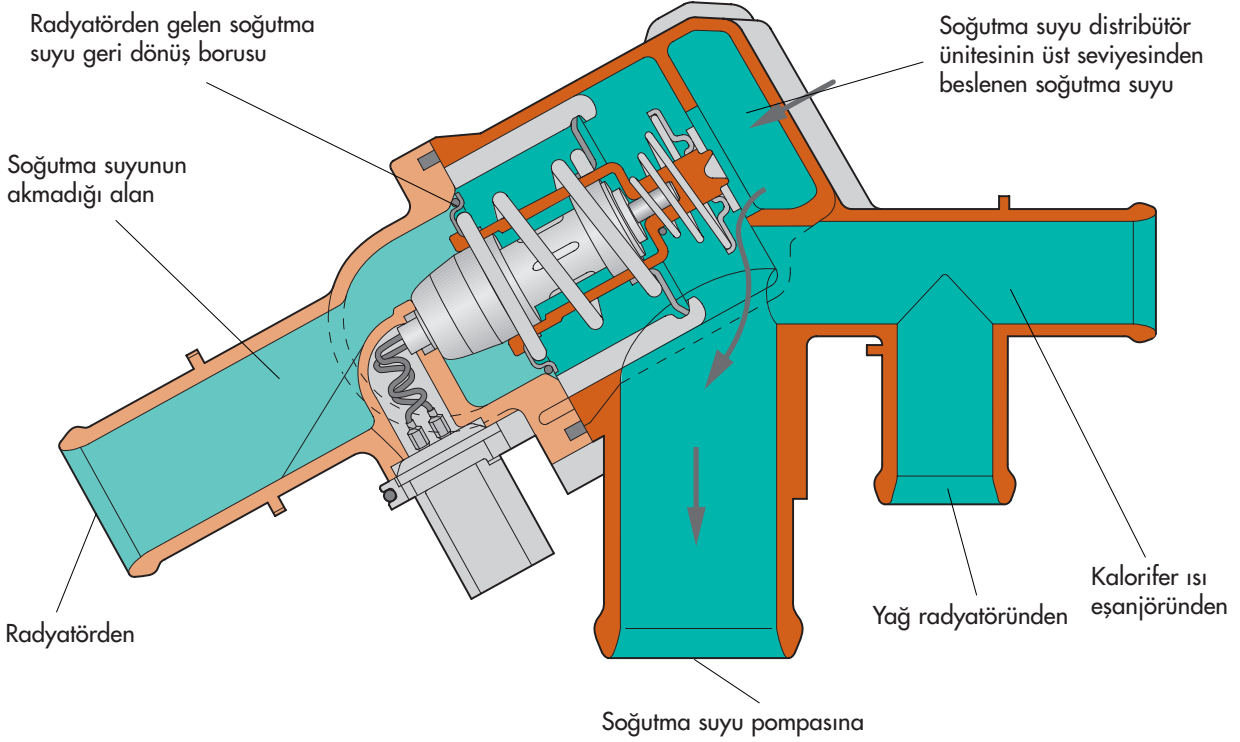 Radyatörden gelen soğutma
suyu geri dönüş borusu
Soğutma suyu distribütör
ünitesinin üst seviyesinden
beslenen soğutma suyu
Soğutma suyunun
akmadığı alan
Radyatörden
Kalorifer ısı
eşanjöründen
Yağ radyatöründen
Soğutma suyu pompasına